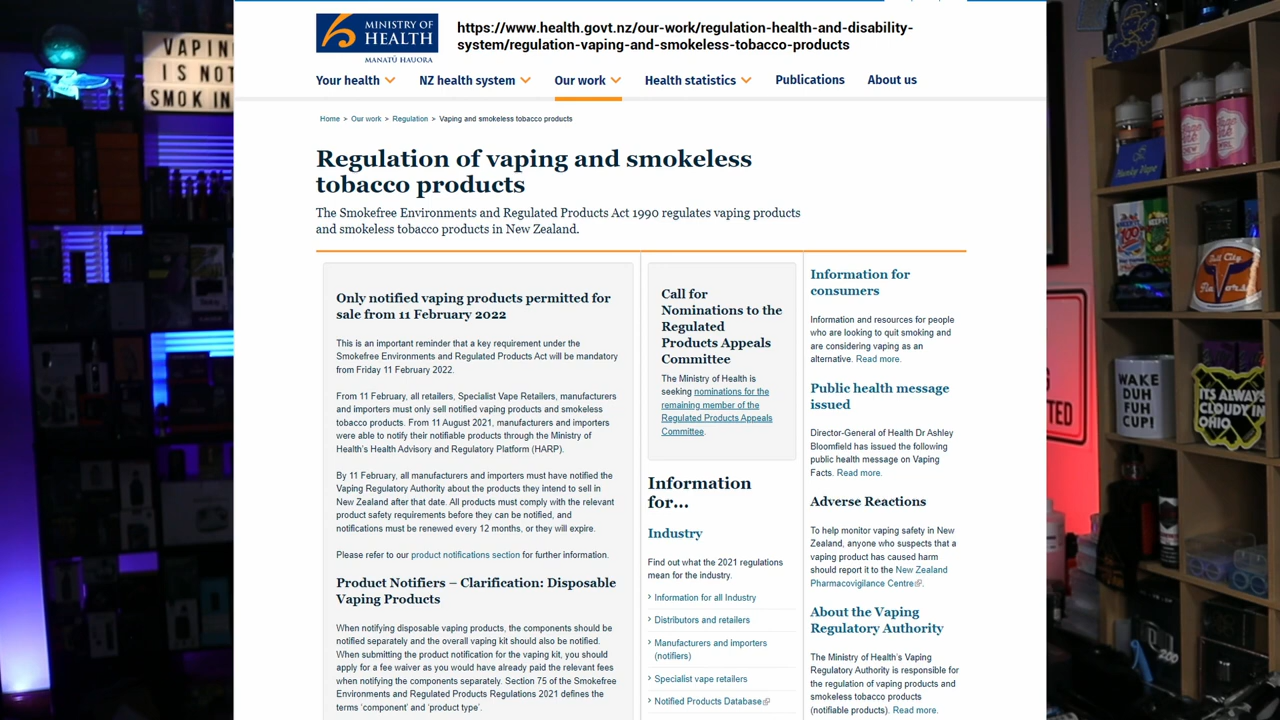 VAPIN
IS NOT
SMOKIN
MINISTRY OF
HEALTH
MANATŪ HAUORA
https://www.health.govt.nz/our-work/regulation-health-and-disability-
system/regulation-vaping-and-smokeless-tobacco-products
Your health
NZ health system
Our work
Health statistics
Publications
About us
Home > Our work > Regulation > Vaping and smokeless tobacco products
Regulation of vaping and smokeless
tobacco products
The Smokefree Environments and Regulated Products Act 1990 regulates vaping products
and smokeless tobacco products in New Zealand.
Only notified vaping products permitted for
sale from 11 February 2022
This is an important reminder that a key requirement under the
Smokefree Environments and Regulated Products Act will be mandatory
from Friday 11 February 2022.
From 11 February, all retailers, Specialist Vape Retailers, manufacturers
and importers must only sell notified vaping products and smokeless
tobacco products. From 11 August 2021, manufacturers and importers
were able to notify their notifiable products through the Ministry of
Health's Health Advisory and Regulatory Platform (HARP).
By 11 February, all manufacturers and importers must have notified the
Vaping Regulatory Authority about the products they intend to sell in
New Zealand after that date. All products must comply with the relevant
product safety requirements before they can be notified, and
notifications must be renewed every 12 months, or they will expire.
Please refer to our product notifications section for further information.
Product Notifiers – Clarification: Disposable
Vaping Products
When notifying disposable vaping products, the components should be
notified separately and the overall vaping kit should also be notified.
When submitting the product notification for the vaping kit, you should
apply for a fee waiver as you would have already paid the relevant fees
when notifying the components separately. Section 75 of the Smokefree
Environments and Regulated Products Regulations 2021 defines the
terms 'component' and 'product type'.
Call for
Nominations to the
Regulated
Products Appeals
Committee
The Ministry of Health is
seeking nominations for the
remaining member of the
Regulated Products Appeals
Committee.
Information
for...
Industry
Find out what the 2021 regulations
mean for the industry.
Information for all Industry
Distributors and retailers
Manufacturers and importers
(notifiers)
Specialist vape retailers
Notified Products Database
Information for
consumers
Information and resources for people
who are looking to quit smoking and
are considering vaping as an
alternative. Read more.
Public health message
issued
Director-General of Health Dr Ashley
Bloomfield has issued the following
public health message on Vaping
Facts. Read more.
Adverse Reactions
To help monitor vaping safety in New
Zealand, anyone who suspects that a
vaping product has caused harm
should report it to the New Zealand
Pharmacovigilance Centre.
About the Vaping
Regulatory Authority
The Ministry of Health's Vaping
Regulatory Authority is responsible for
the regulation of vaping products and
smokeless tobacco products
(notifiable products). Read more.
TED
WAKE
DUH
FUH
CUP!
IT'S ALWAYS
CLOUDY IN
OHIO
200